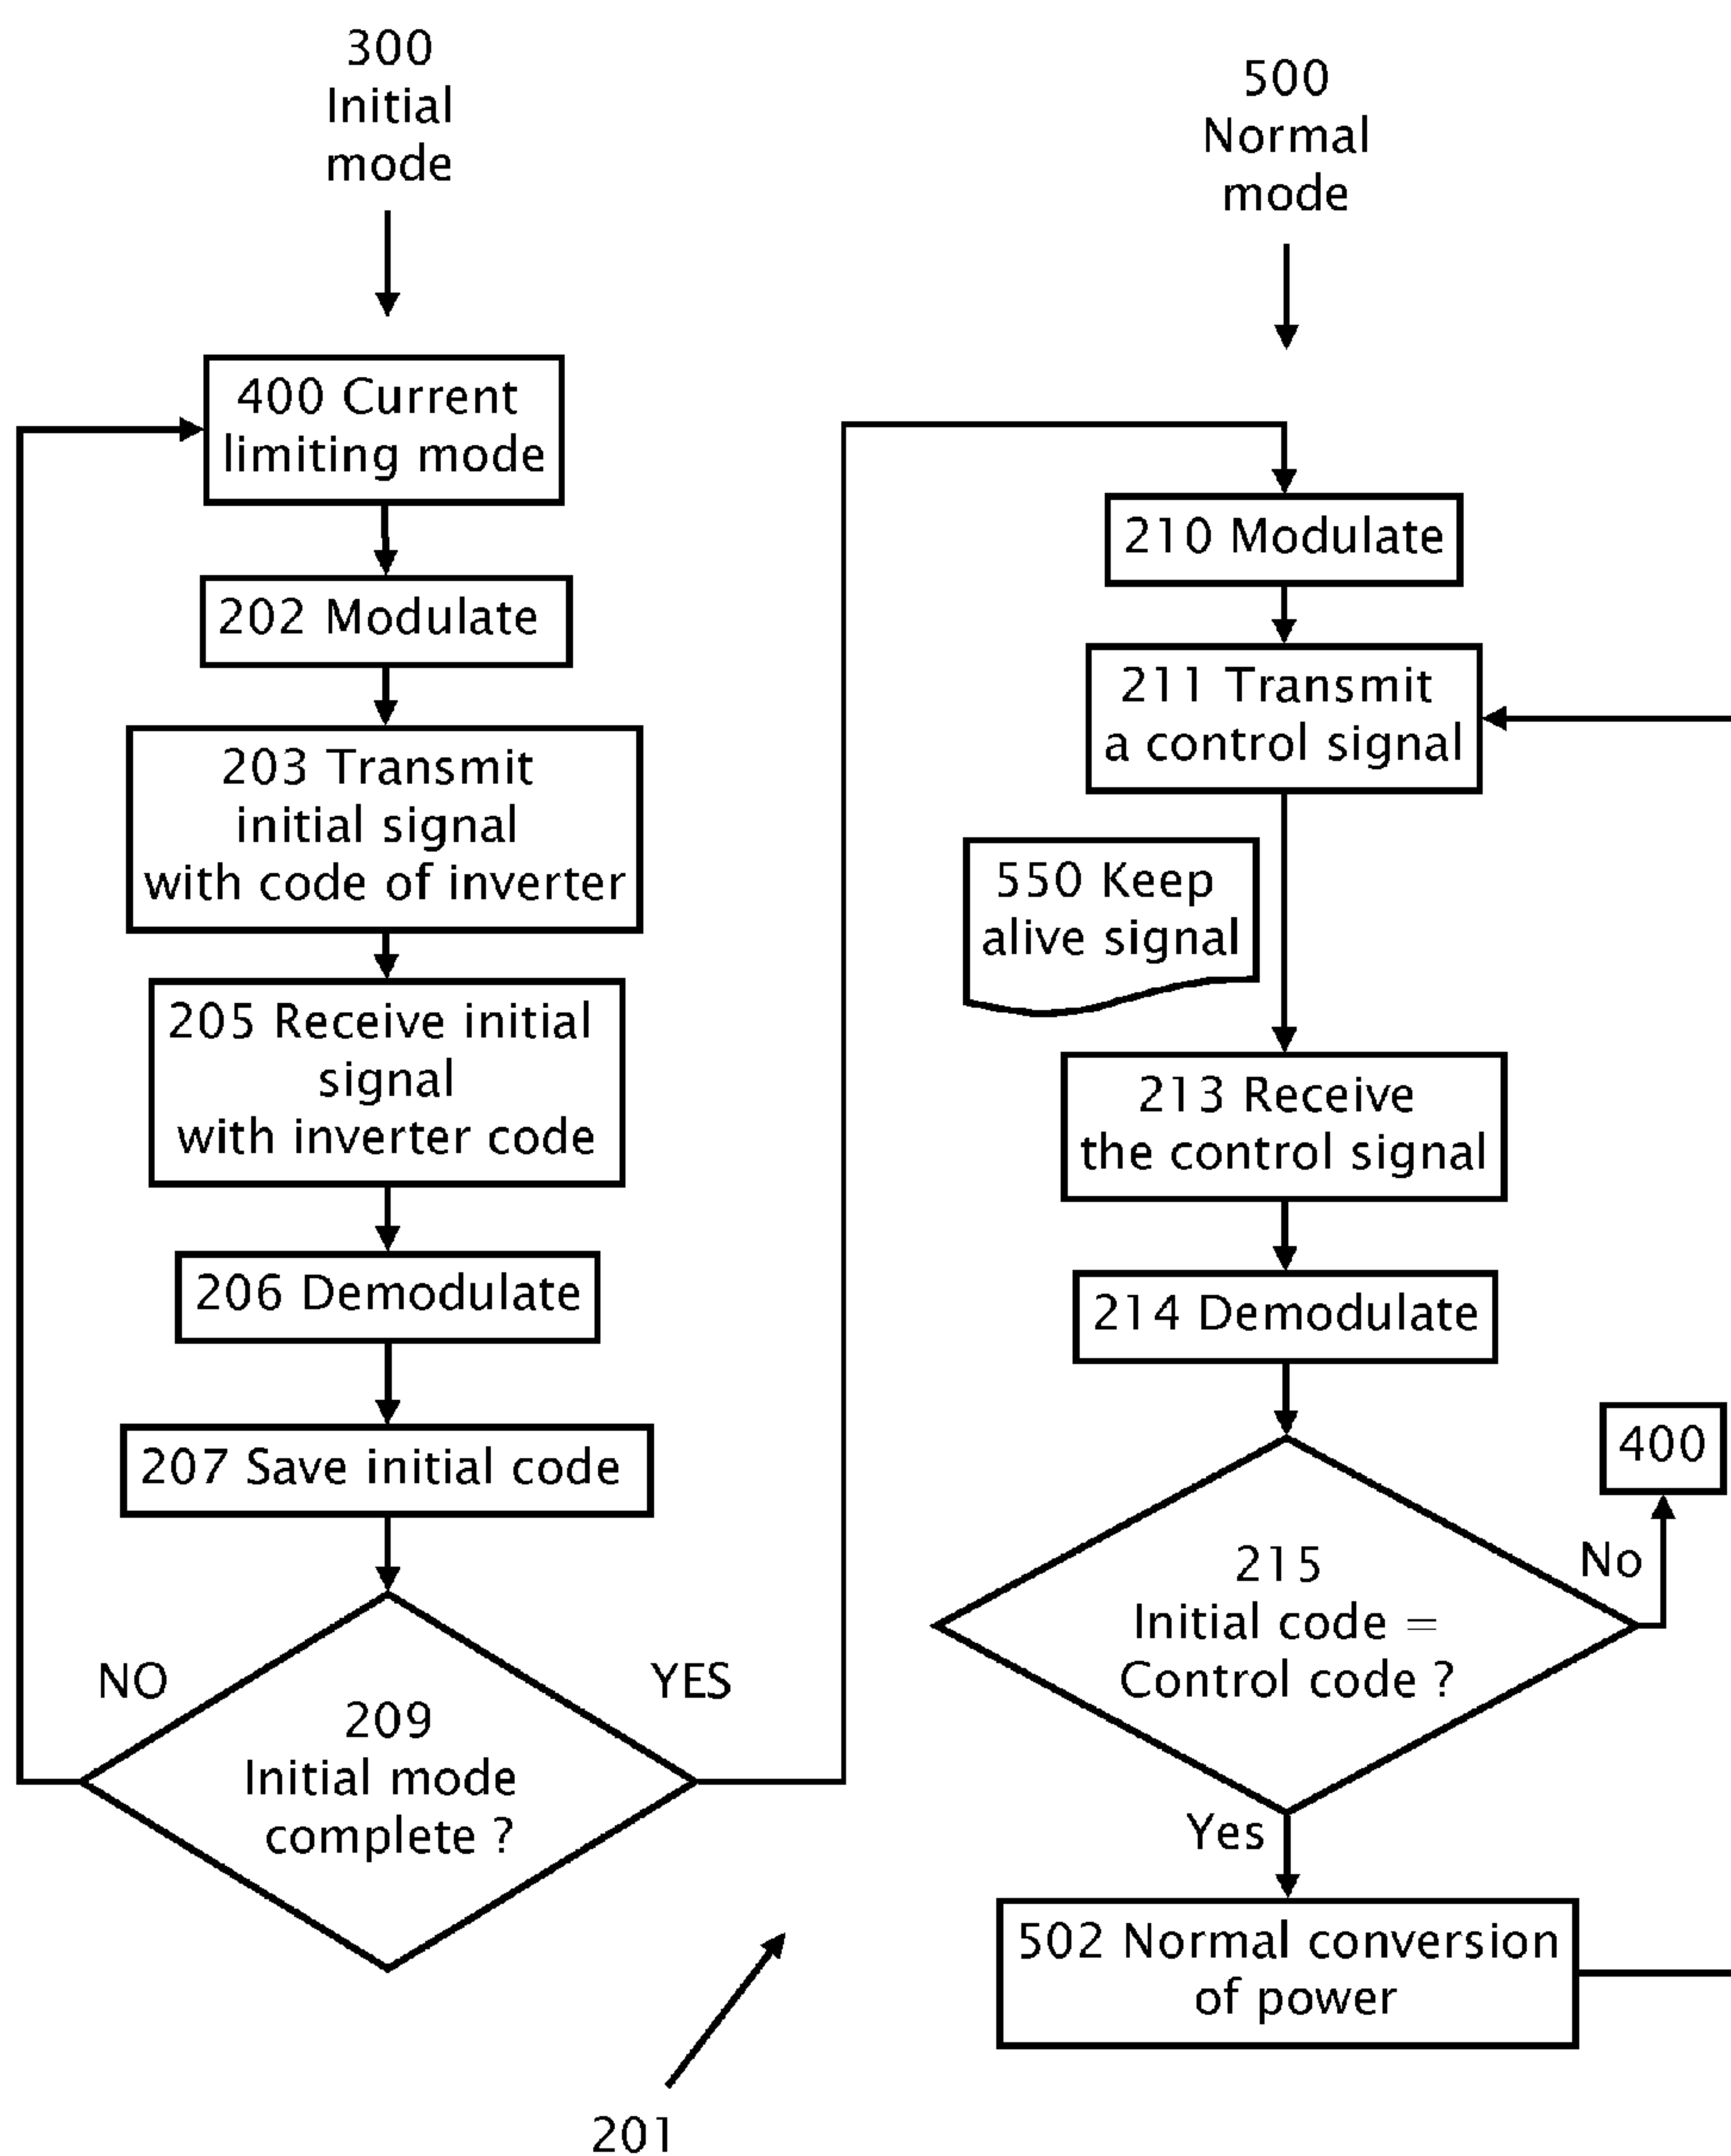 300
Initial
mode
400 Current
limiting mode
202 Modulate
203 Transmit
initial signal
with code of inverter
205 Receive initial
signal
with inverter code
206 Demodulate
207 Save initial code
NO
YES
209
Initial mode
complete ?
201
500
Normal
mode
210 Modulate
211 Transmit
a control signal
550 Keep
alive signal
213 Receive
the control signal
214 Demodulate
400
No
215
Initial code =
Control code ?
Yes
502 Normal conversion
of power